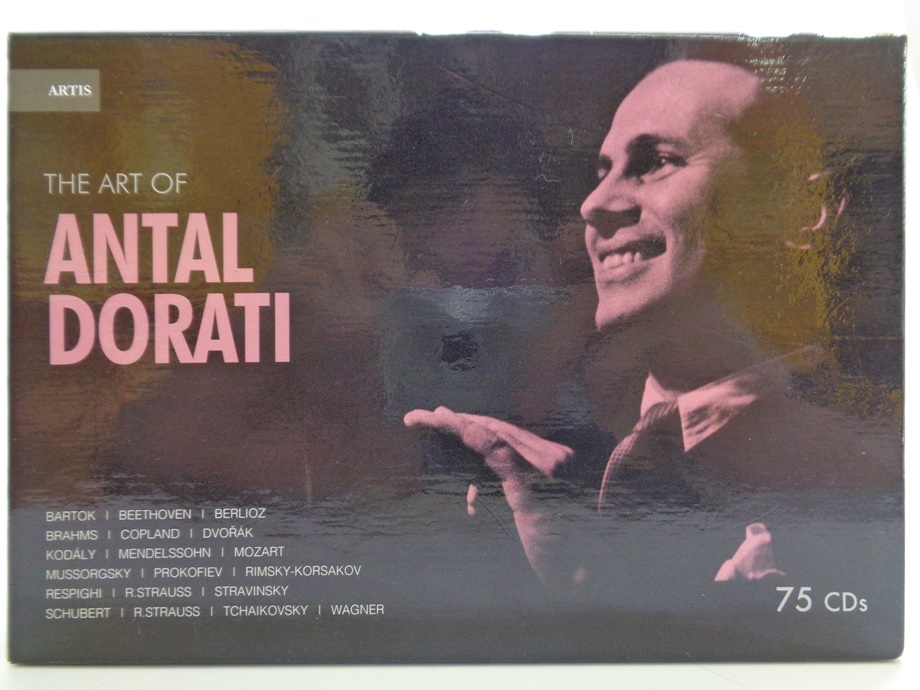 ARTIS
THE ART OF
ANTAL
DORATI
BARTOK | BEETHOVEN | BERLIOZ
BRAHMS | COPLAND | DVOŘÁK
KODÁLY | MENDELSSOHN | MOZART
MUSSORGSKY | PROKOFIEV | RIMSKY-KORSAKOV
RESPIGHI | R.STRAUSS | STRAVINSKY
SCHUBERT | R.STRAUSS | TCHAIKOVSKY | WAGNER
75 CDs